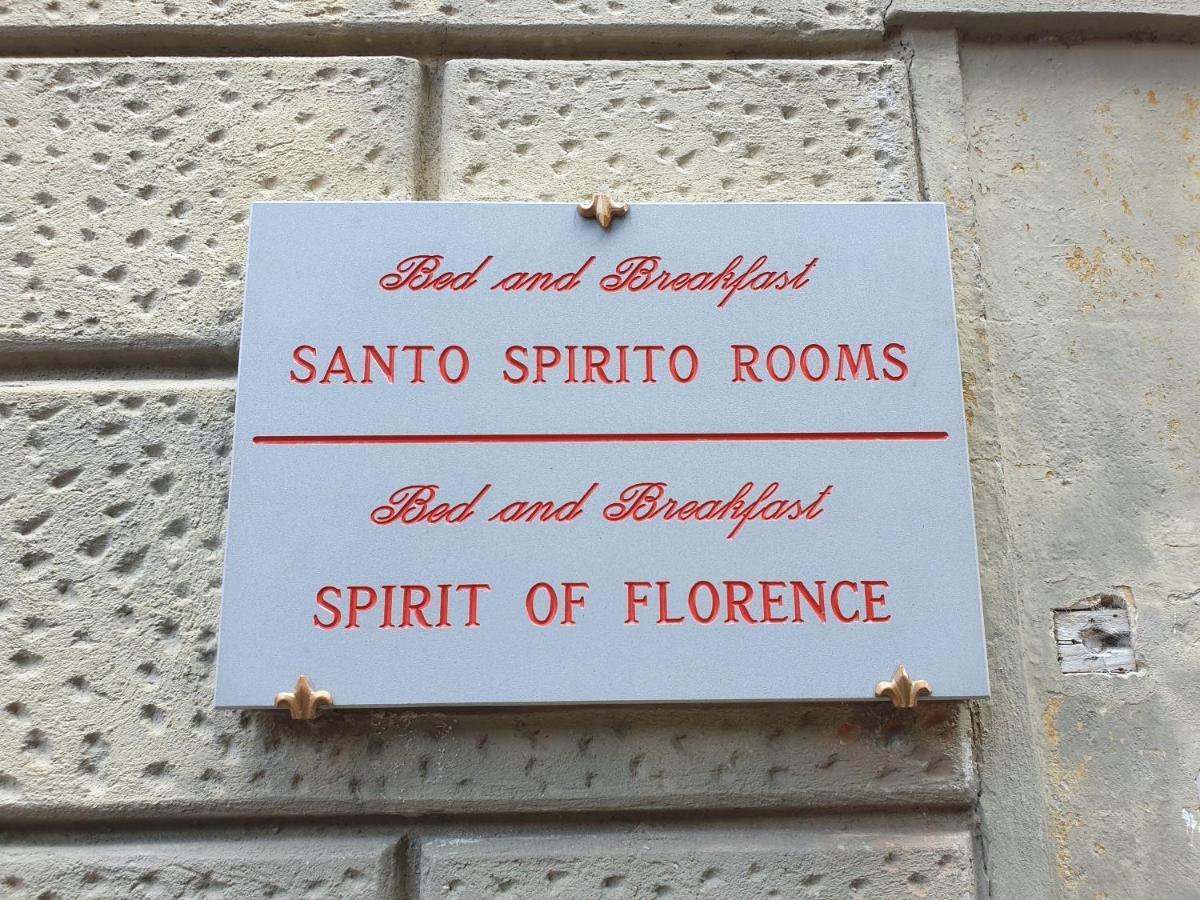 Bed and Breakfast
SANTO SPIRITO ROOMS
Bed and Breakfast
SPIRIT OF FLORENCE